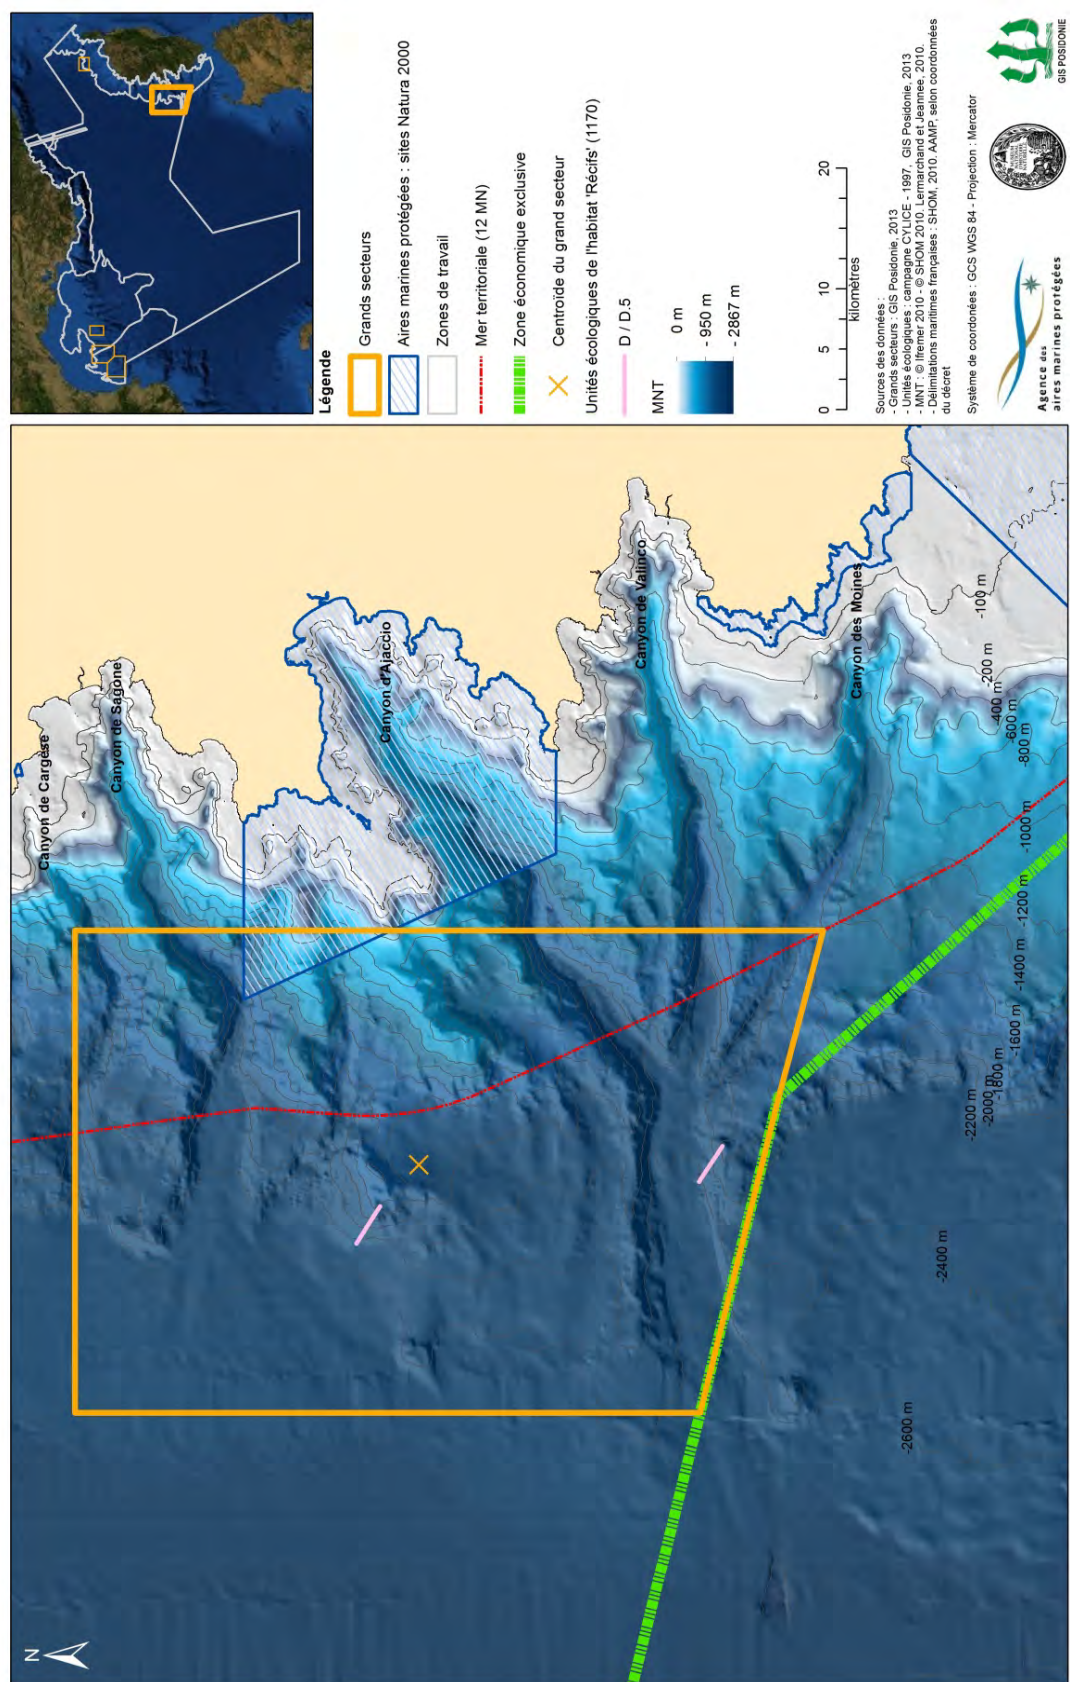 Légende
Grands secteurs
Aires marines protégées : sites Natura 2000
Zones de travail
Mer territoriale (12 MN)
Zone économique exclusive
Centroïde du grand secteur
Unités écologiques de l'habitat 'Récifs' (1170)
D / D.5
MNT
0 m
- 950 m
- 2867 m
0 5 10 20
kilomètres
Sources des données :
- Grands secteurs : GIS Posidonie, 2013
- Unités écologiques : campagne CYLICE - 1997, GIS Posidonie, 2013
- MNT : © Ifremer 2010 - © SHOM 2010. Lermarchand et Jeannee, 2010.
- Délimitations maritimes françaises : SHOM, 2010. AAMP, selon coordonnées
du décret
Système de coordonées : GCS WGS 84 - Projection : Mercator
Agence des
aires marines protégées
GIS POSIDONIE
N
Canyon de Cargèse
Canyon de Sagone
Canyon d'Ajaccio
Canyon de Valinco
Canyon des Moines
-100 m
-200 m
-400 m
600 m
-800 m
-1000 m
-1200 m
-1400 m
-1600 m
-1800 m
-2000 m
-2200 m
-2400 m
-2600 m